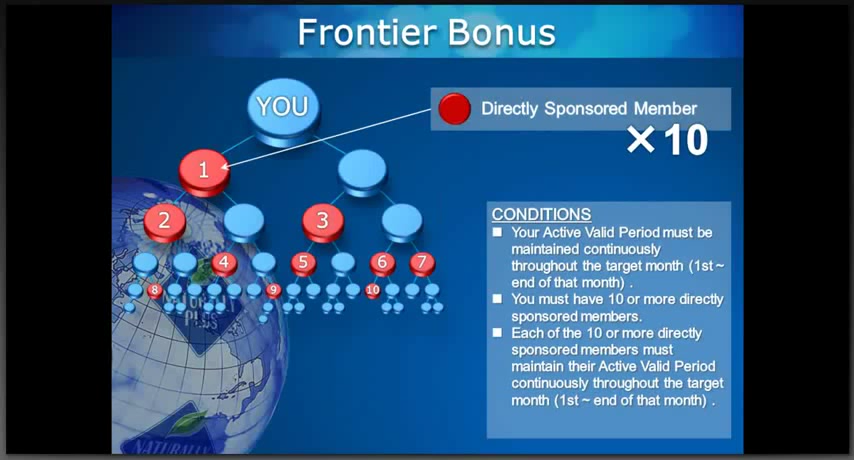 Frontier Bonus
YOU
Directly Sponsored Member
×10
1
2
3
4
5
6
7
8
9
10
CONDITIONS
■ Your Active Valid Period must be
maintained continuously
throughout the target month (1st ~
end of that month) .
■ You must have 10 or more directly
sponsored members.
■ Each of the 10 or more directly
sponsored members must
maintain their Active Valid Period
continuously throughout the target
month (1st ~ end of that month) .
PLUS
NATURALLY